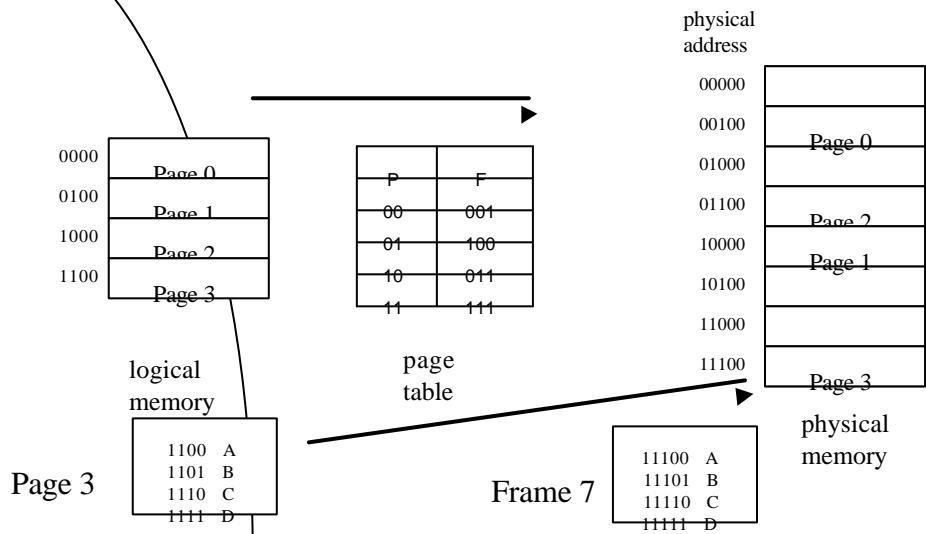 physical
address
00000
00100
Page 0
01000
01100
Page 2
10000
Page 1
10100
11000
11100
Page 3
physical
memory
0000
Page 0
0100
Page 1
1000
Page 2
1100
Page 3
logical
memory
P F
00 001
01 100
10 011
11 111
page
table
Page 3
1100 A
1101 B
1110 C
1111 D
Frame 7
11100 A
11101 B
11110 C
11111 D